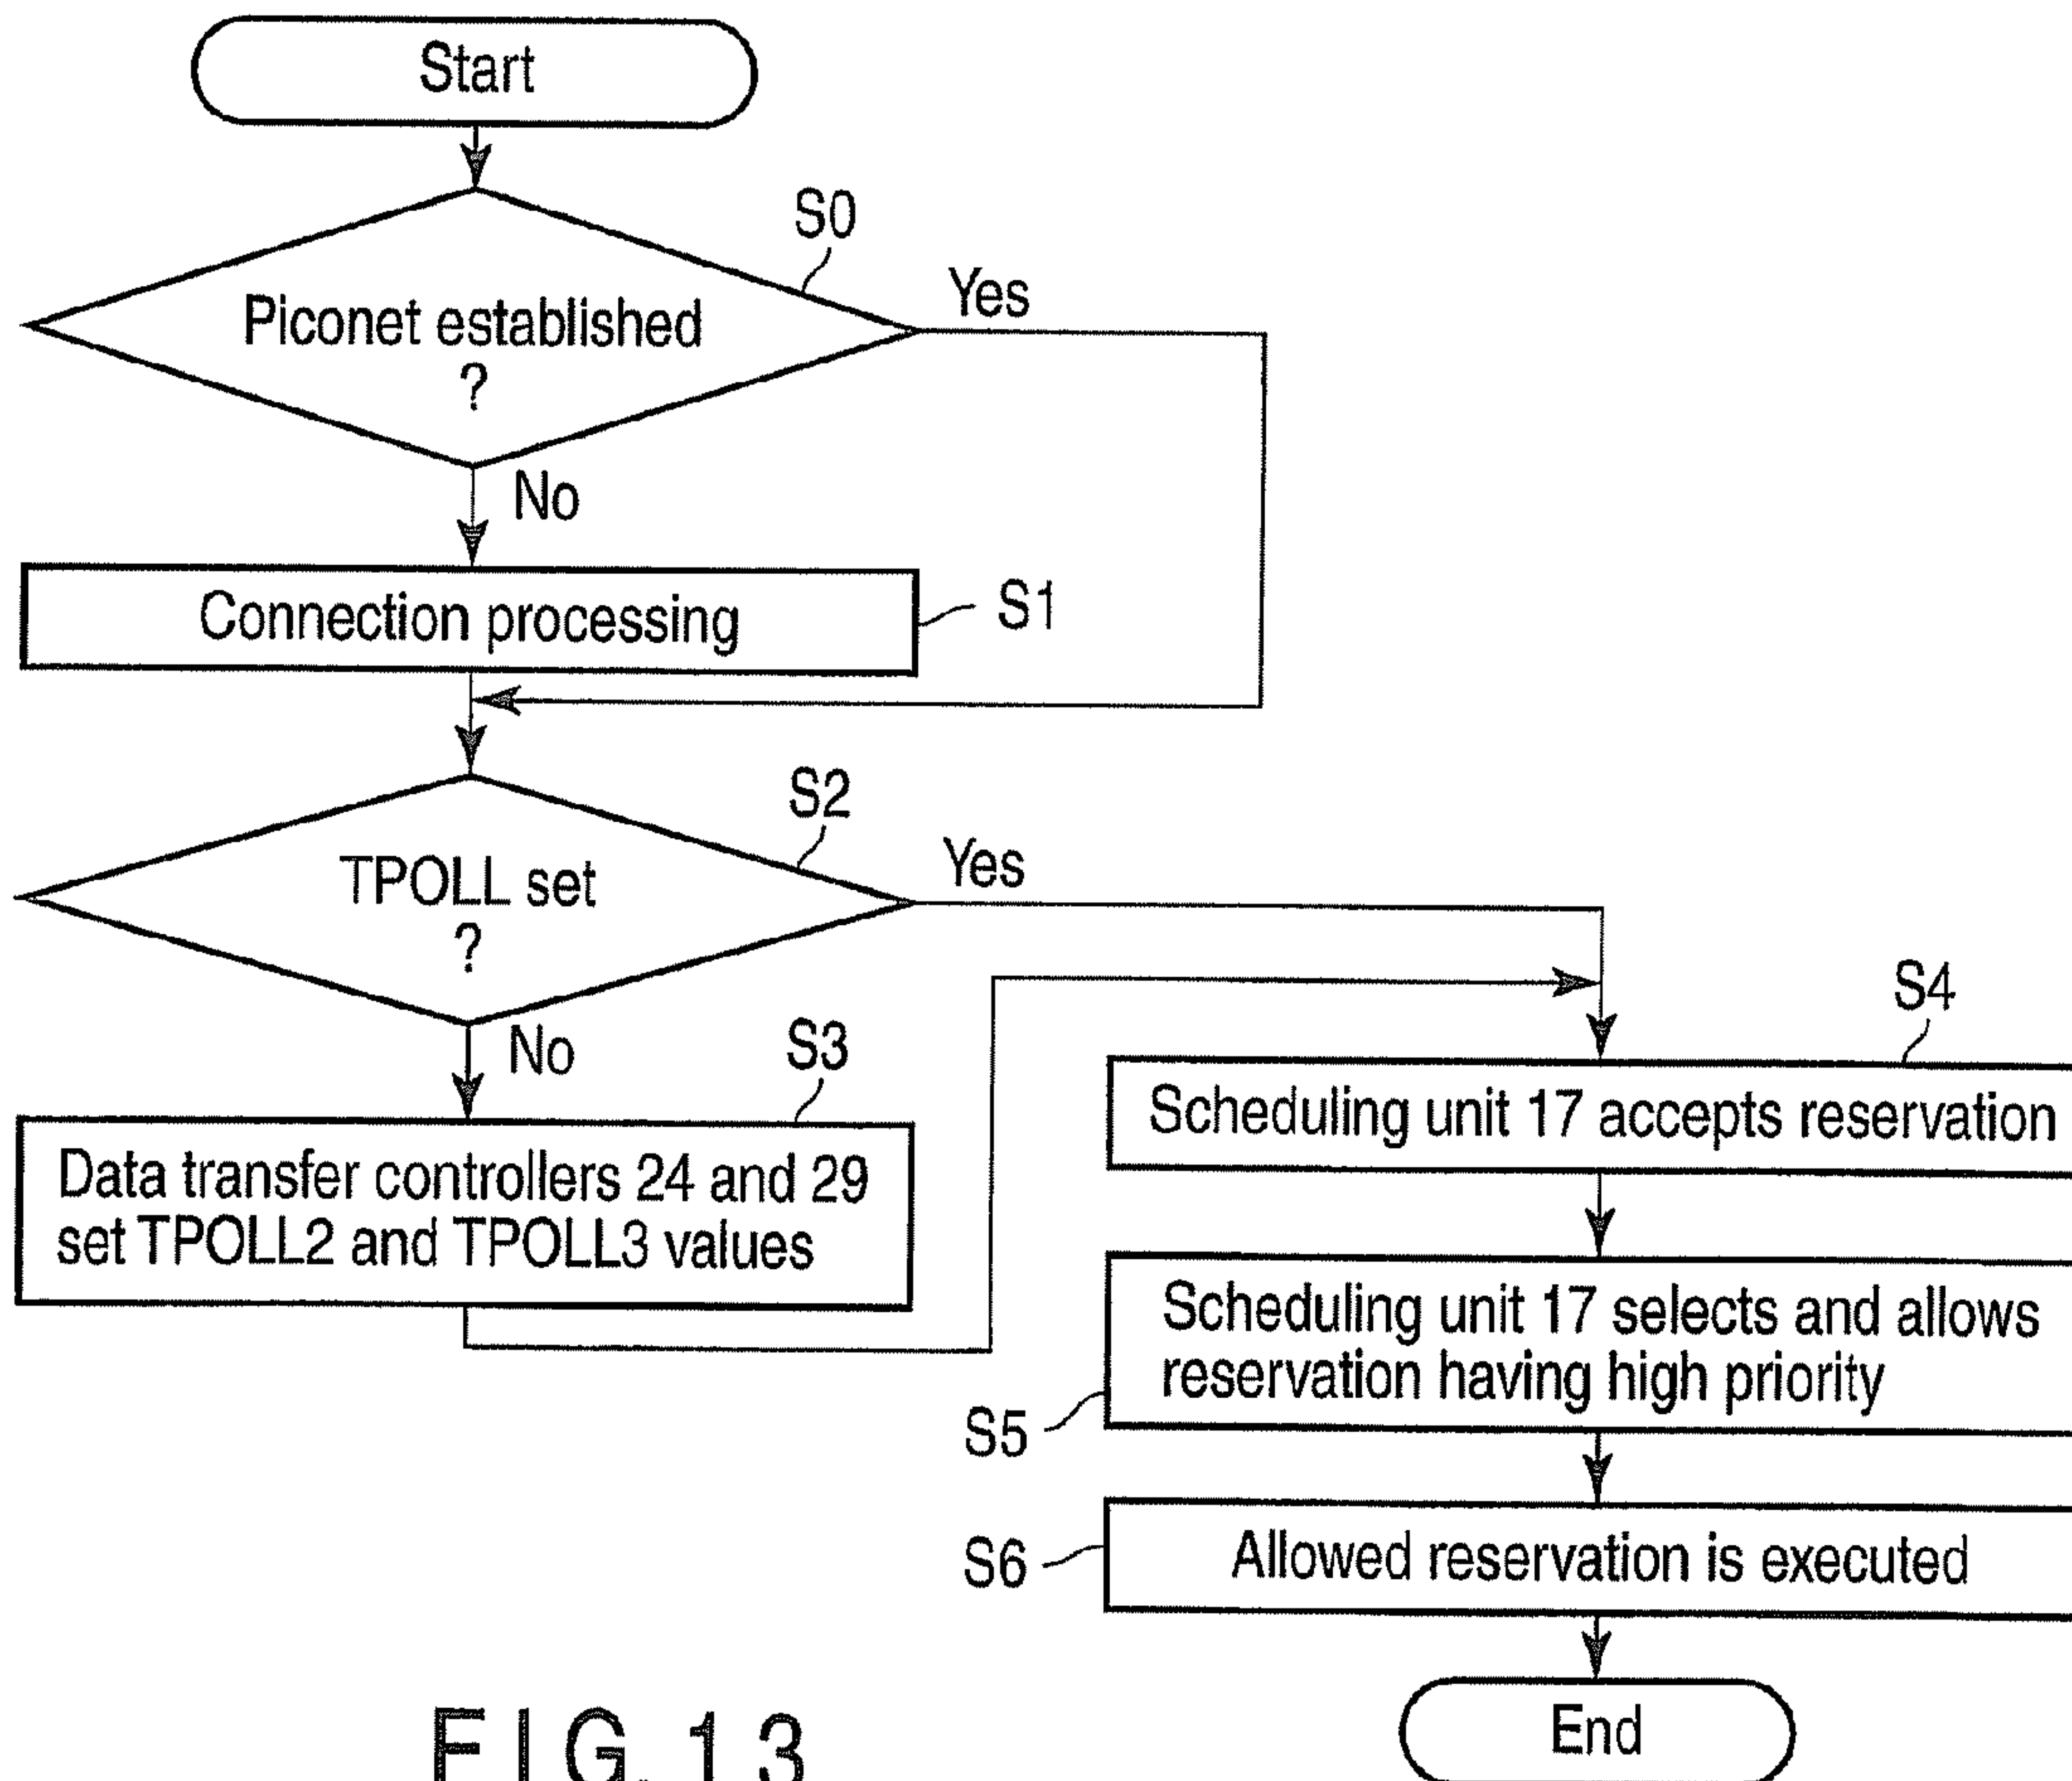 Start
S0
Piconet established
?
Yes
No
Connection processing
S1
S2
TPOLL set
?
Yes
No
S3
Data transfer controllers 24 and 29
set TPOLL2 and TPOLL3 values
S4
Scheduling unit 17 accepts reservation
Scheduling unit 17 selects and allows
reservation having high priority
S5
S6
Allowed reservation is executed
End
FIG. 13